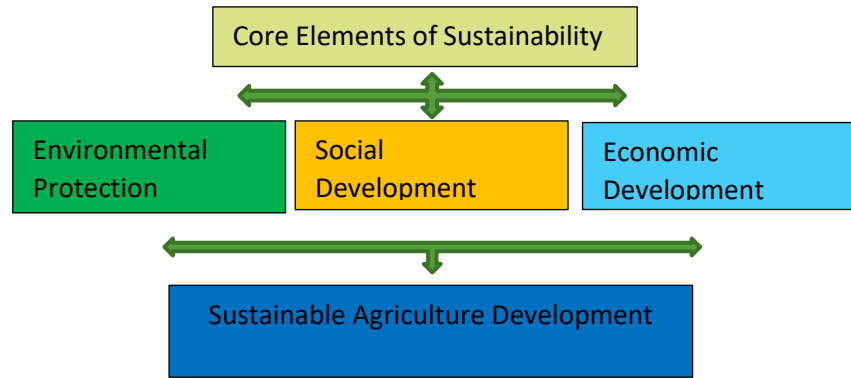 Core Elements of Sustainability
Environmental
Protection
Social
Development
Economic
Development
Sustainable Agriculture Development